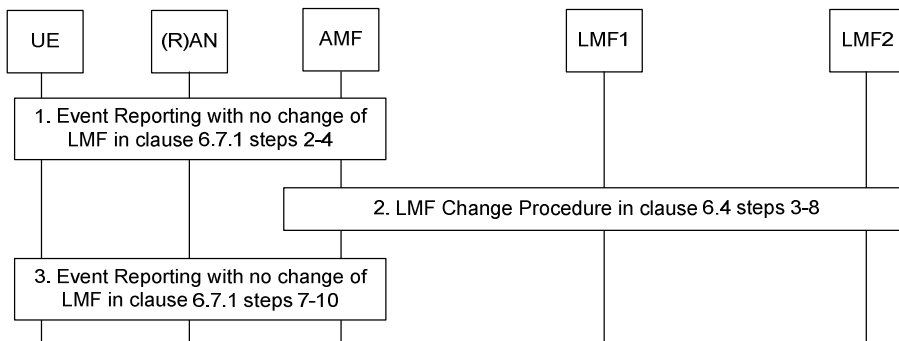 UE
(R)AN
AMF
LMF1
LMF2
1. Event Reporting with no change of
LMF in clause 6.7.1 steps 2-4
2. LMF Change Procedure in clause 6.4 steps 3-8
3. Event Reporting with no change of
LMF in clause 6.7.1 steps 7-10